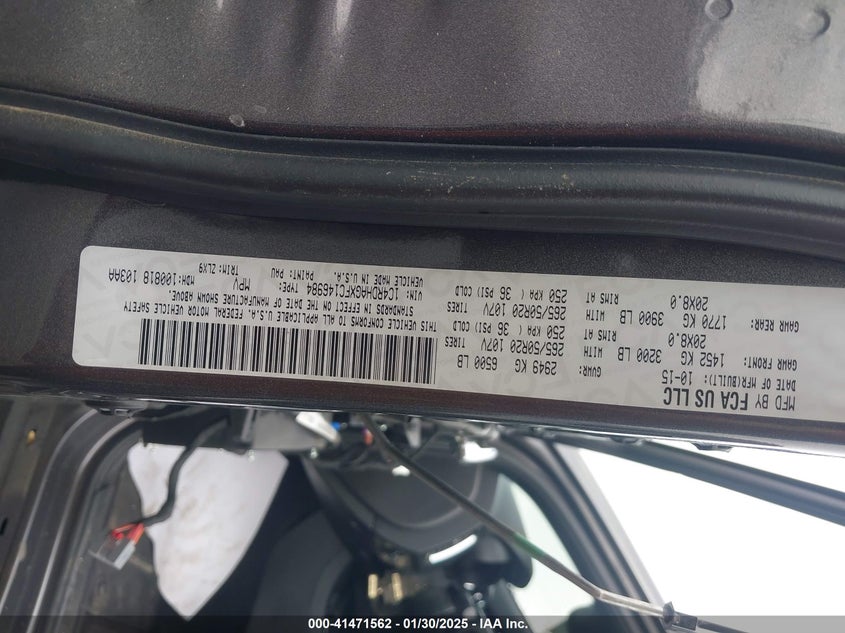 MFD BY FCA US LLC
DATE OF MFR(BUILT): 10-15
GVWR:
2949 KG 6500 LB
GAWR FRONT:
1452 KG 3200 LB
WITH TIRES
265/50R20 107V
RIMS AT
20X8.0
250 KPA ( 36 PSI) COLD
GAWR REAR:
1770 KG 3900 LB
WITH TIRES
265/50R20 107V
RIMS AT
20X8.0
250 KPA ( 36 PSI) COLD
THIS VEHICLE CONFORMS TO ALL APPLICABLE U.S.A. FEDERAL MOTOR VEHICLE SAFETY
STANDARDS IN EFFECT ON THE DATE OF MANUFACTURE SHOWN ABOVE.
VIN: 1C4RDHAGXFC146984 TYPE: MPV MDH:100818 103AA
VEHICLE MADE IN U.S.A. PAINT: PAU TRIM: ZLX9
000-41471562 - 01/30/2025 - IAA Inc.